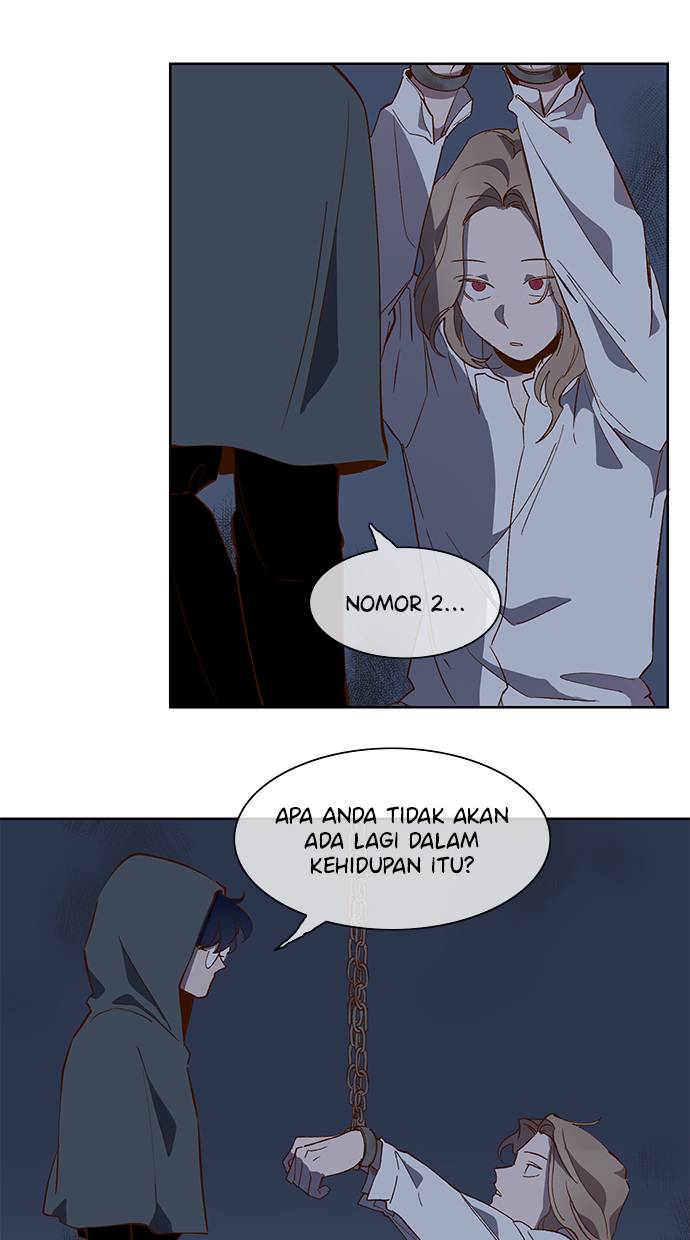 NOMOR 2...
APA ANDA TIDAK AKAN
ADA LAGI DALAM
KEHIDUPAN ITU?